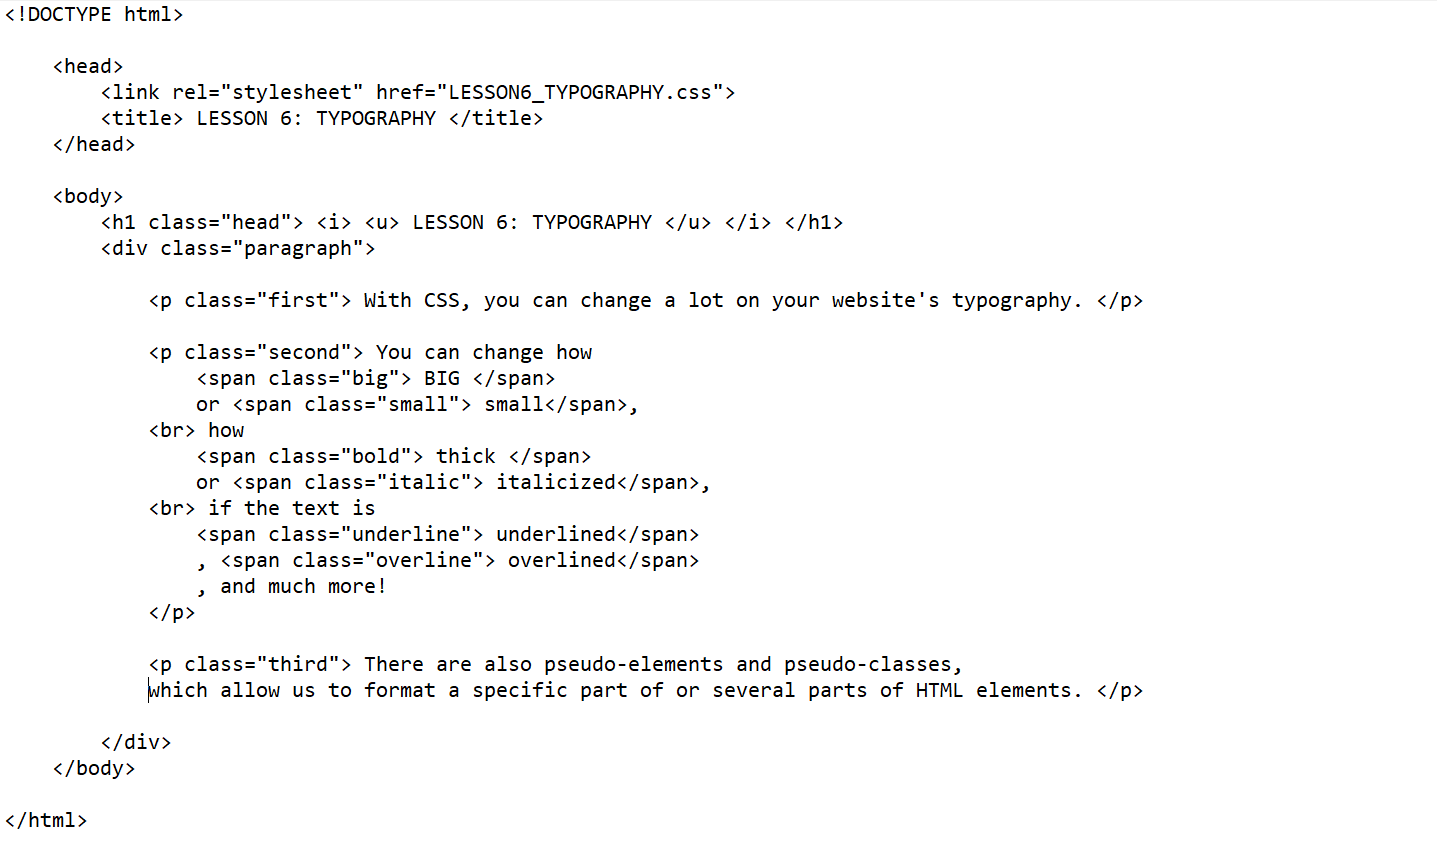 <!DOCTYPE html>
<head>
<link rel="stylesheet" href="LESSON6_TYPOGRAPHY.css">
<title> LESSON 6: TYPOGRAPHY </title>
</head>
<body>
<h1 class="head"> <i> <u> LESSON 6: TYPOGRAPHY </u> </i> </h1>
<div class="paragraph">
<p class="first"> With CSS, you can change a lot on your website's typography. </p>
<p class="second"> You can change how
<span class="big"> BIG </span>
or <span class="small"> small</span>,
<br> how
<span class="bold"> thick </span>
or <span class="italic"> italicized</span>,
<br> if the text is
<span class="underline"> underlined</span>
, <span class="overline"> overlined</span>
, and much more!
</p>
<p class="third"> There are also pseudo-elements and pseudo-classes,
which allow us to format a specific part of or several parts of HTML elements. </p>
</div>
</body>
</html>